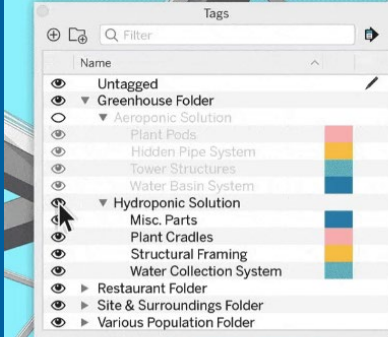 Tags
Filter
Name
Untagged
Greenhouse Folder
Aeroponic Solution
Plant Pods
Hidden Pipe System
Tower Structures
Water Basin System
Hydroponic Solution
Misc. Parts
Plant Cradles
Structural Framing
Water Collection System
Restaurant Folder
Site & Surroundings Folder
Various Population Folder